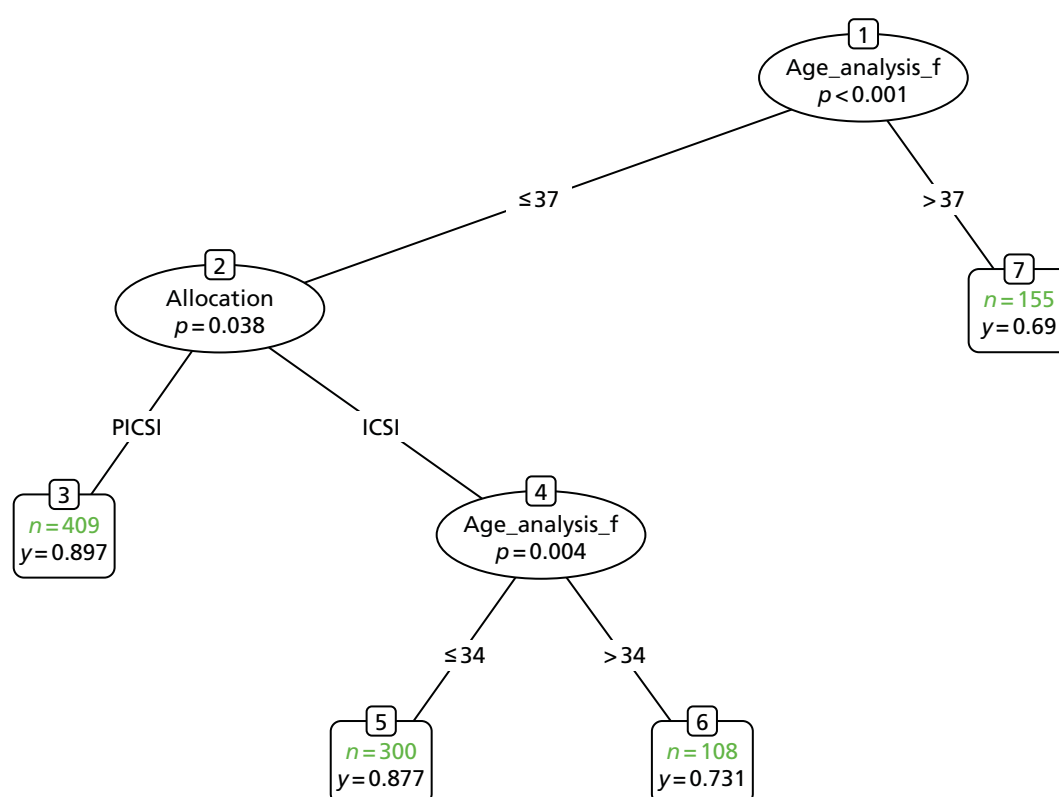 1
Age_analysis_f
p<0.001
≤37
>37
2
Allocation
p=0.038
7
n=155
y=0.69
PICSI
ICSI
3
n=409
y=0.897
4
Age_analysis_f
p=0.004
≤34
>34
5
n=300
y=0.877
6
n=108
y=0.731